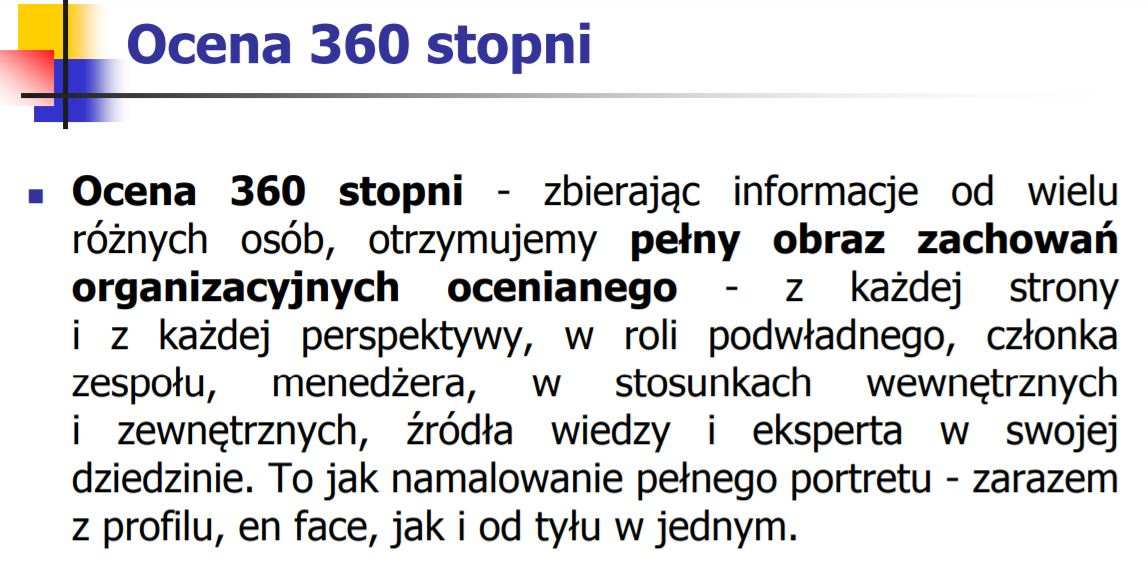 Ocena 360 stopni
Ocena 360 stopni - zbierając informacje od wielu
różnych osób, otrzymujemy pełny obraz zachowań
organizacyjnych ocenianego - z każdej strony
i z każdej perspektywy, w roli podwładnego, członka
zespołu, menedżera, w stosunkach wewnętrznych
i zewnętrznych, źródła wiedzy i eksperta w swojej
dziedzinie. To jak namalowanie pełnego portretu - zarazem
z profilu, en face, jak i od tyłu w jednym.